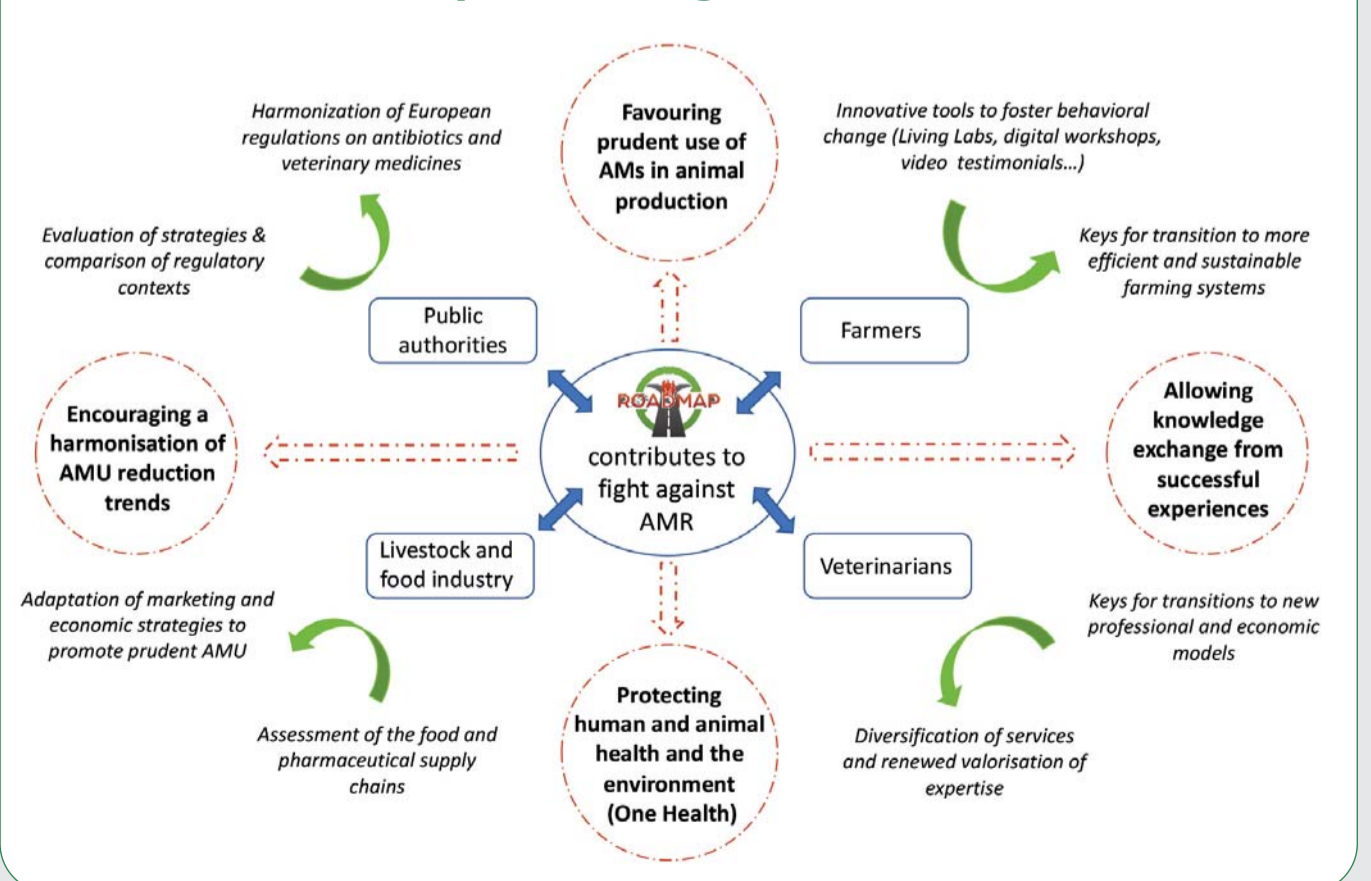 Harmonization of European
regulations on antibiotics and
veterinary medicines
Favouring
prudent use of
AMs in animal
production
Innovative tools to foster behavioral
change (Living Labs, digital workshops,
video testimonials...)
Evaluation of strategies &
comparison of regulatory
contexts
Keys for transition to more
efficient and sustainable
farming systems
Public
authorities
Farmers
Encouraging a
harmonisation of
AMU reduction
trends
ROADMAP
contributes to
fight against
AMR
Allowing
knowledge
exchange from
successful
experiences
Livestock and
food industry
Veterinarians
Adaptation of marketing and
economic strategies to
promote prudent AMU
Keys for transitions to new
professional and economic
models
Assessment of the food and
pharmaceutical supply
chains
Protecting
human and animal
health and the
environment
(One Health)
Diversification of services
and renewed valorisation of
expertise